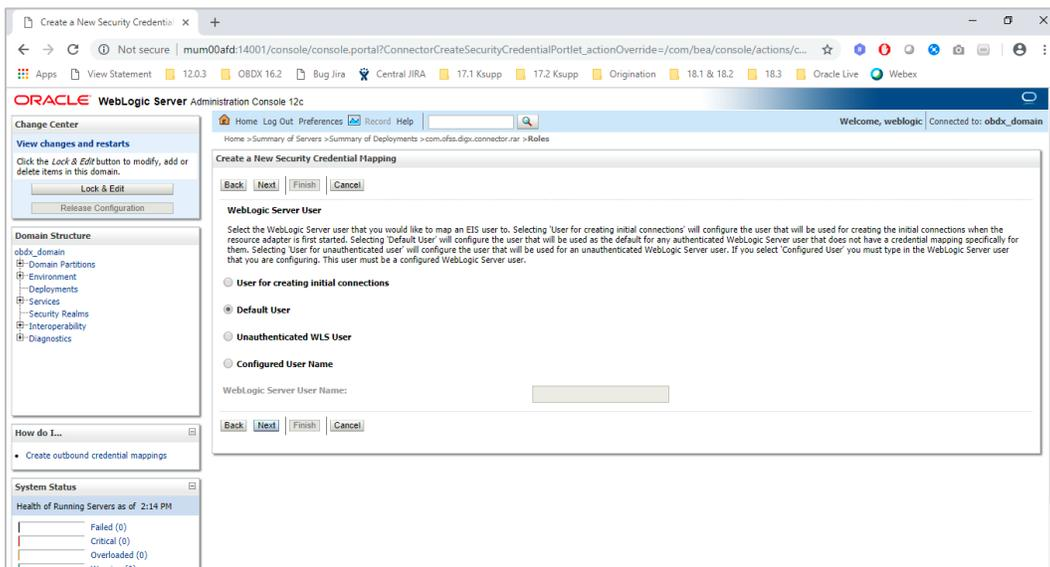 Create a New Security Credential
Not secure | mum00afd:14001/console/console.portal?ConnectorCreateSecurityCredentialPortlet_actionOverride=/com/bea/console/actions/c...
Apps View Statement 12.0.3 OBDX 16.2 Bug Jira Central JIRA 17.1 Ksupp 17.2 Ksupp Origination 18.1 & 18.2 18.3 Oracle Live Webex
ORACLE WebLogic Server Administration Console 12c
Change Center
View changes and restarts
Click the Lock & Edit button to modify, add or
delete items in this domain.
Lock & Edit
Release Configuration
Domain Structure
obdx_domain
Domain Partitions
Environment
Deployments
Services
Security Realms
Interoperability
Diagnostics
How do I...
Create outbound credential mappings
System Status
Health of Running Servers as of 2:14 PM
Failed (0)
Critical (0)
Overloaded (0)
Home Log Out Preferences Record Help
Welcome, weblogic Connected to: obdx_domain
Home >Summary of Servers >Summary of Deployments >com.ofss.digx.connector.rar >Roles
Create a New Security Credential Mapping
Back Next Finish Cancel
WebLogic Server User
Select the WebLogic Server user that you would like to map an EIS user to. Selecting 'User for creating initial connections' will configure the user that will be used for creating the initial connections when the
resource adapter is first started. Selecting 'Default User' will configure the user that will be used as the default for any authenticated WebLogic Server user that does not have a credential mapping specifically for
them. Selecting 'User for unauthenticated user' will configure the user that will be used for an unauthenticated WebLogic Server user. If you select 'Configured User' you must type in the WebLogic Server user
that you are configuring. This user must be a configured WebLogic Server user.
User for creating initial connections
Default User
Unauthenticated WLS User
Configured User Name
WebLogic Server User Name:
Back Next Finish Cancel